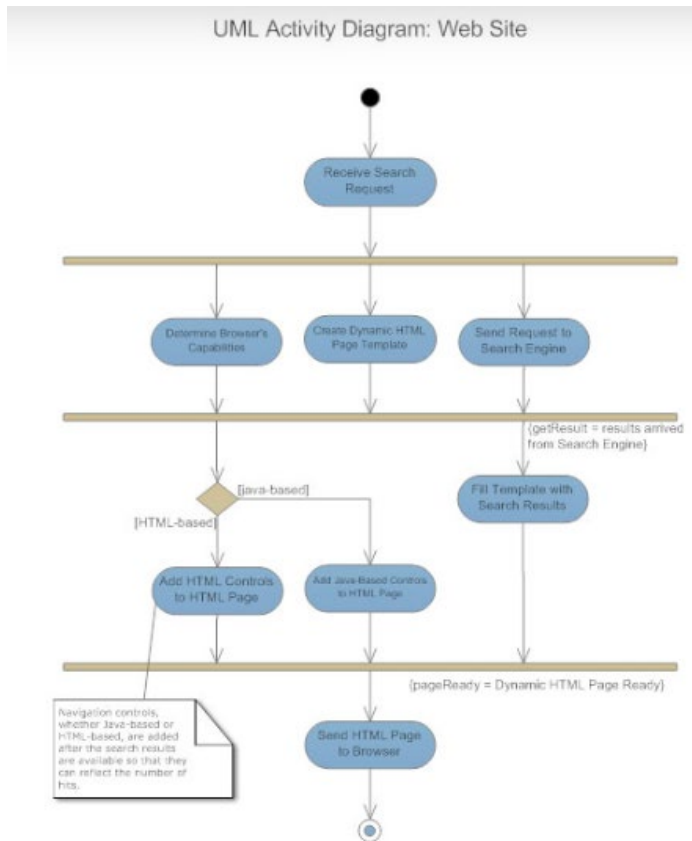 UML Activity Diagram: Web Site
Receive Search
Request
Determine Browser's
Capabilities
Create Dynamic HTML
Page Template
Send Request to
Search Engine
{getResult = results arrived
from Search Engine}
[java-based]
[HTML-based]
Fill Template with
Search Results
Add HTML Controls
to HTML Page
Add Java-Based Controls
to HTML Page
{pageReady = Dynamic HTML Page Ready}
Navigation controls,
whether Java-based or
HTML-based, are added
after the search results
are available so that they
can reflect the number of
hits.
Send HTML Page
to Browser